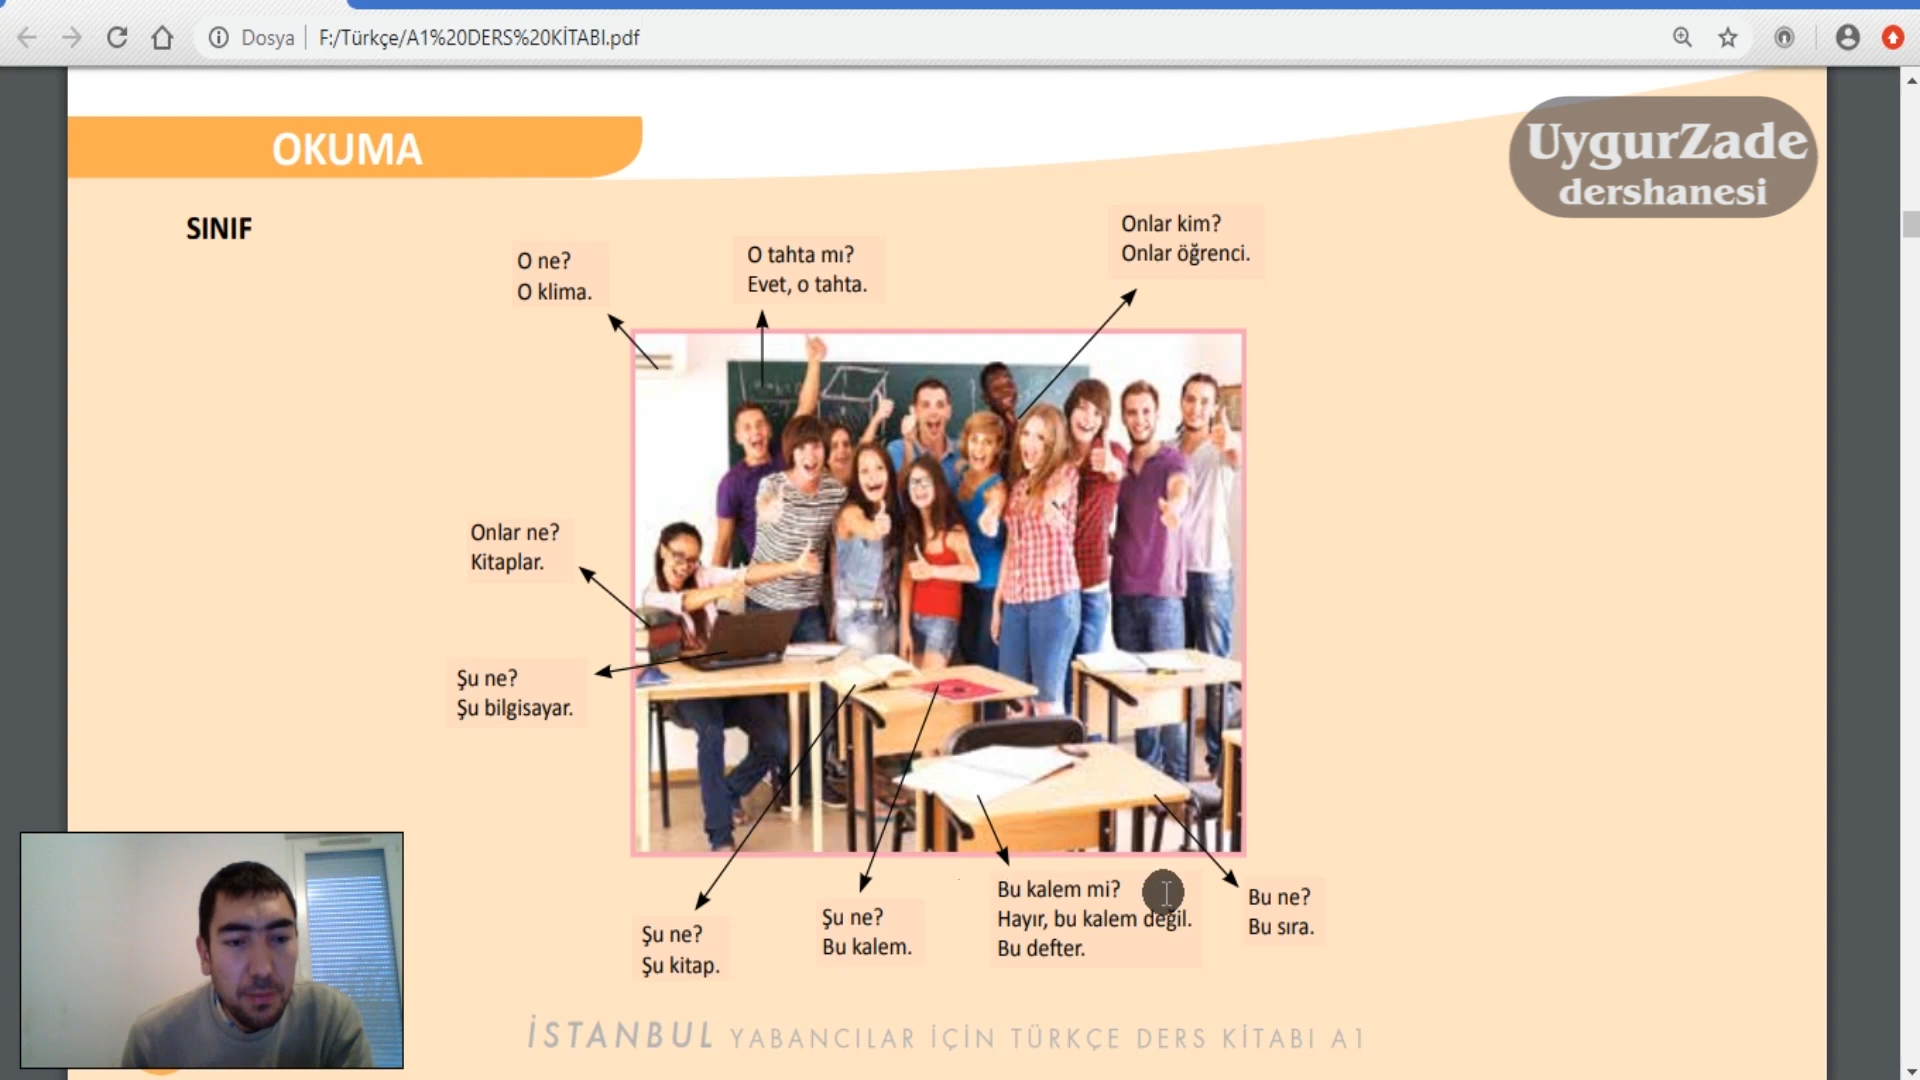 Dosya
F:/Türkçe/A1%20DERS%20KİTABI.pdf
OKUMA
UygurZade
dershanesi
SINIF
O ne?
O klima.
O tahta mı?
Evet, o tahta.
Onlar kim?
Onlar öğrenci.
Onlar ne?
Kitaplar.
Şu ne?
Şu bilgisayar.
Şu ne?
Şu kitap.
Şu ne?
Bu kalem.
Bu kalem mi?
Hayır, bu kalem değil.
Bu defter.
Bu ne?
Bu sıra.
İSTANBUL YABANCILAR İÇİN TÜRKÇE DERS KİTABI A1